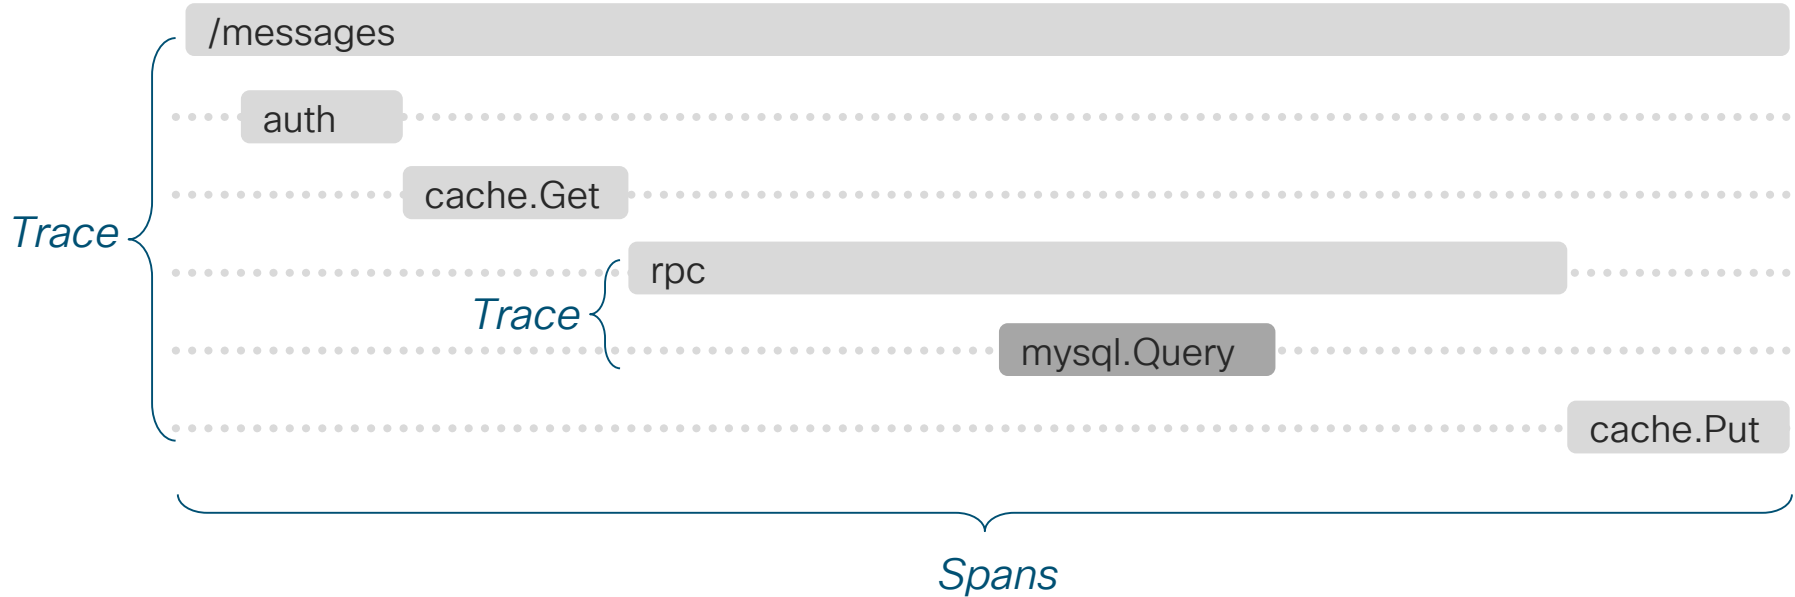 /messages
auth
cache.Get
Trace
rpc
Trace
mysql.Query
cache.Put
Spans